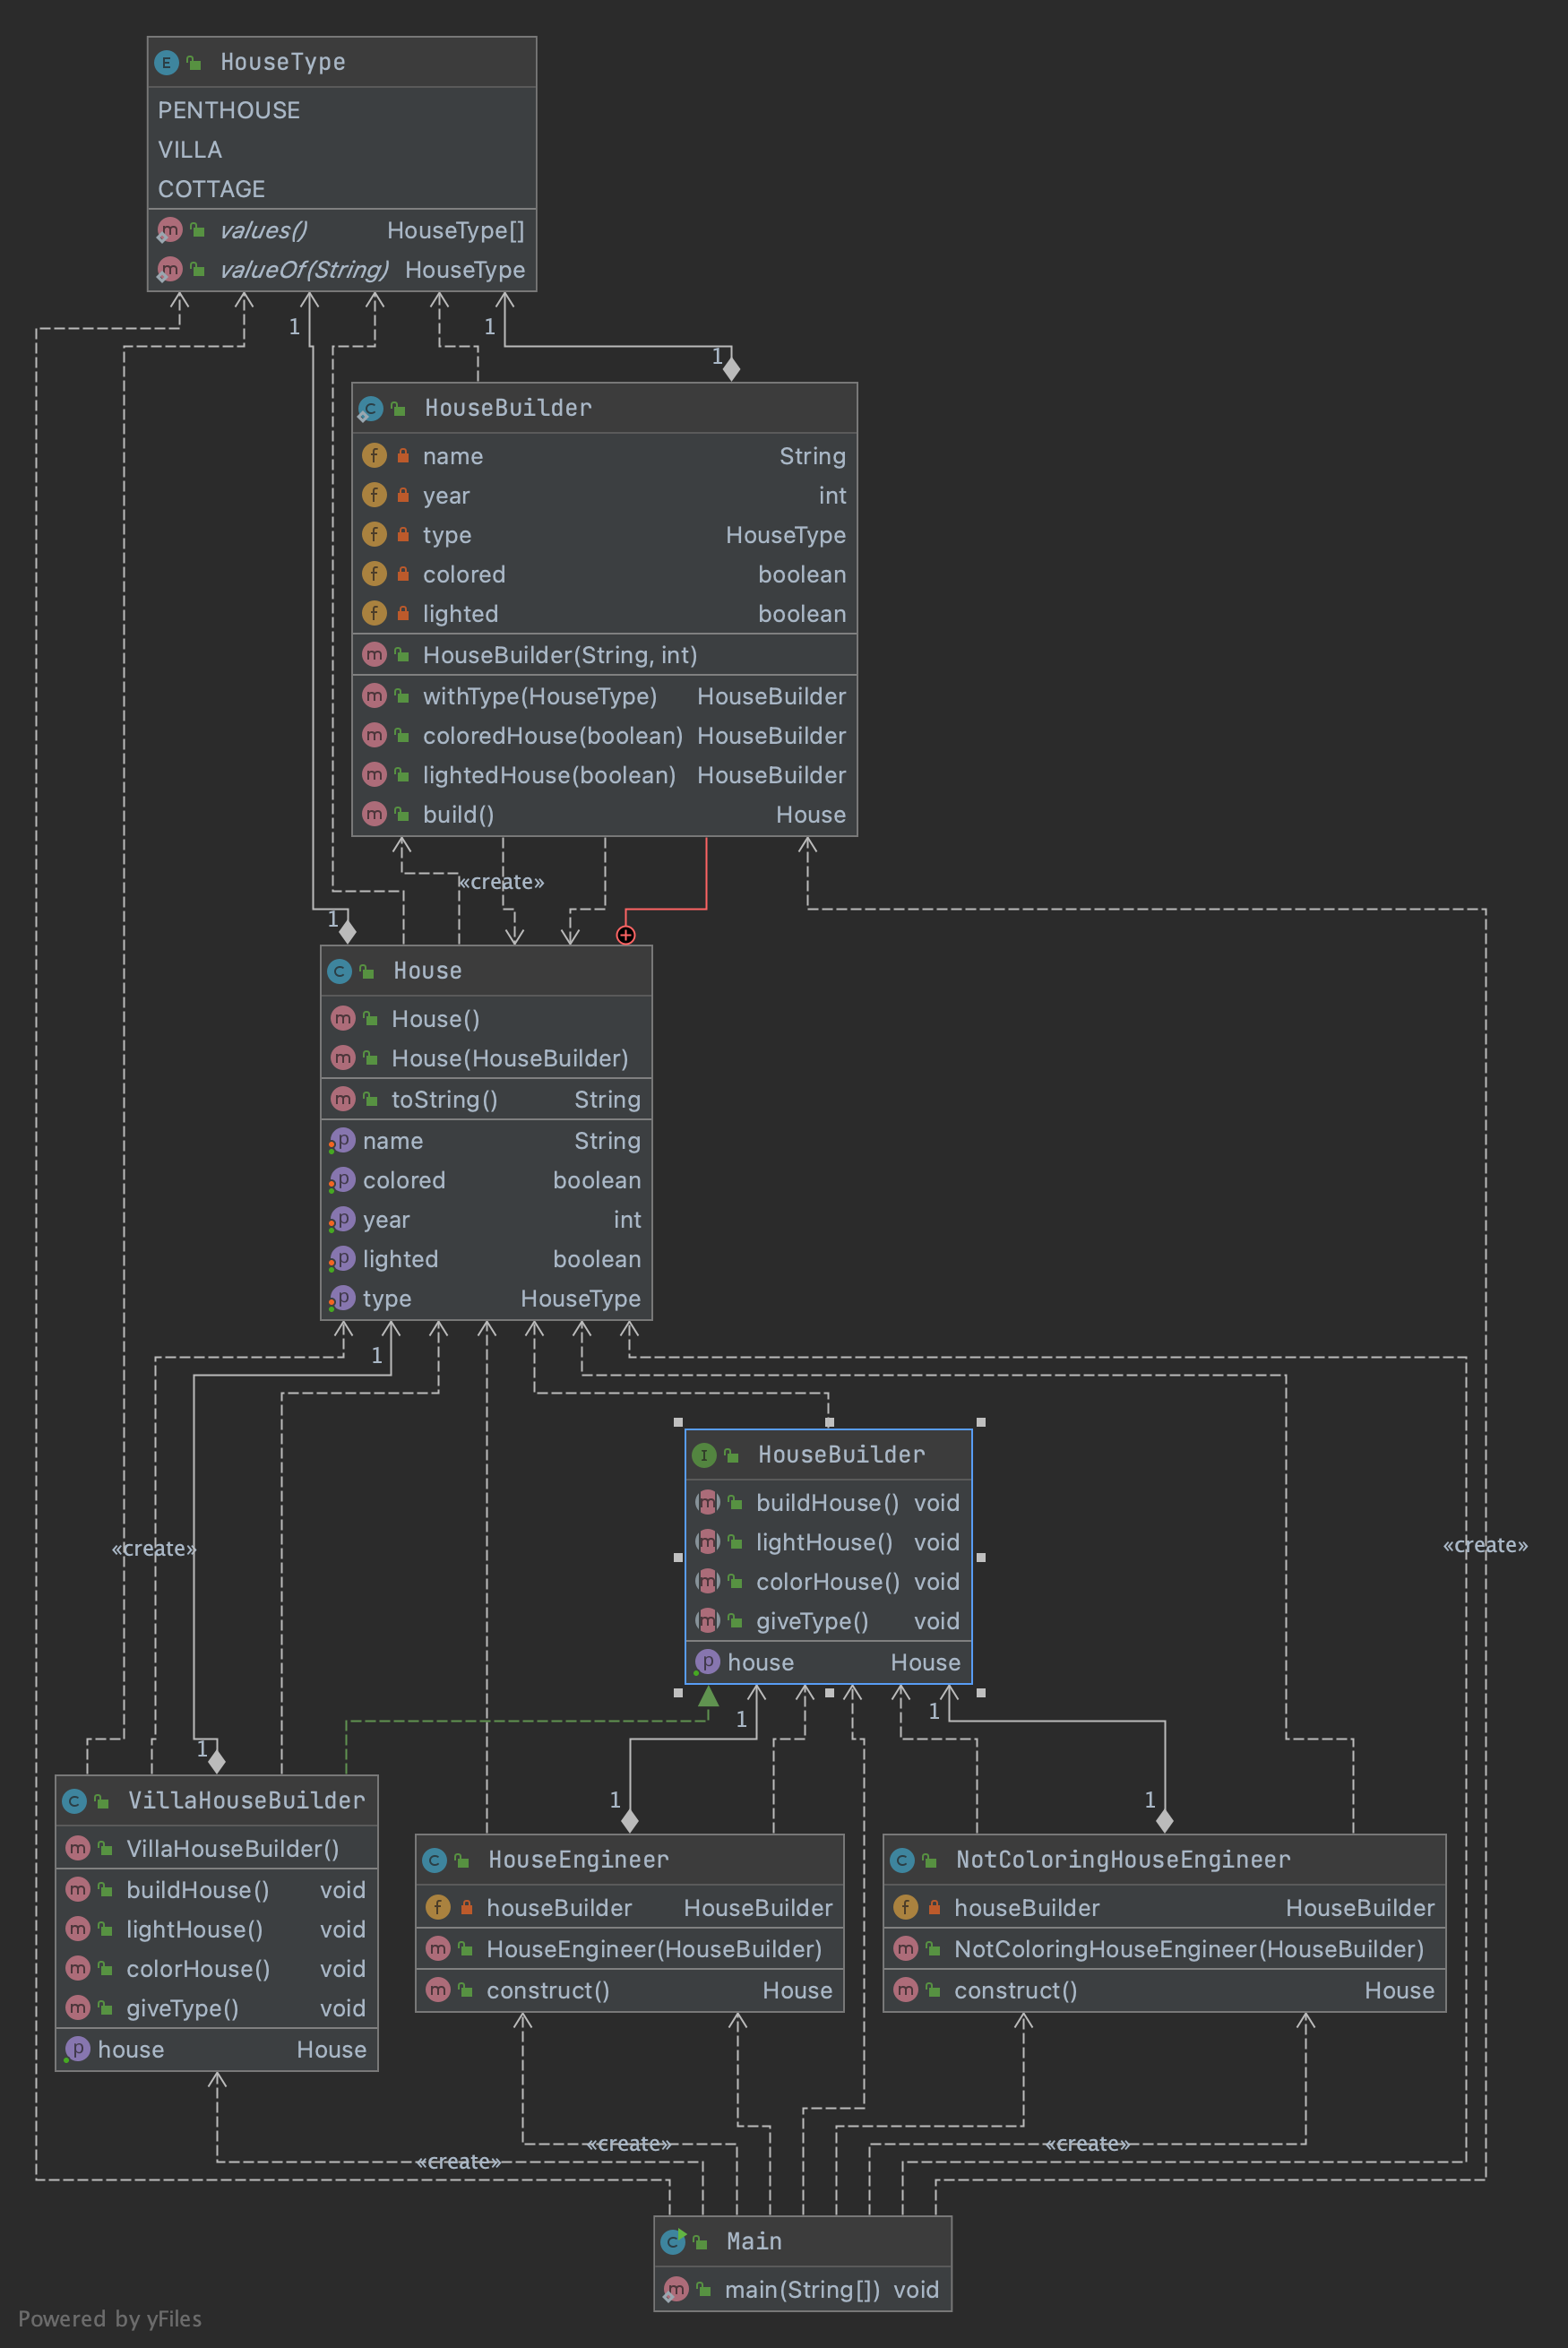 E HouseType
PENTHOUSE
VILLA
COTTAGE
m values() HouseType[]
m valueOf(String) HouseType
1 1 1
C HouseBuilder
f name String
f year int
f type HouseType
f colored boolean
f lighted boolean
m HouseBuilder(String, int)
m withType(HouseType) HouseBuilder
m coloredHouse(boolean) HouseBuilder
m lightedHouse(boolean) HouseBuilder
m build() House
«create»
1
C House
m House()
m House(HouseBuilder)
m toString() String
p name String
p colored boolean
p year int
p lighted boolean
p type HouseType
1
I HouseBuilder
m buildHouse() void
m lightHouse() void
m colorHouse() void
m giveType() void
p house House
«create»
«create»
1 1
1
C VillaHouseBuilder
m VillaHouseBuilder()
m buildHouse() void
m lightHouse() void
m colorHouse() void
m giveType() void
p house House
1
C HouseEngineer
f houseBuilder HouseBuilder
m HouseEngineer(HouseBuilder)
m construct() House
1
C NotColoringHouseEngineer
f houseBuilder HouseBuilder
m NotColoringHouseEngineer(HouseBuilder)
m construct() House
«create» «create»
«create»
C Main
m main(String[]) void
Powered by yFiles